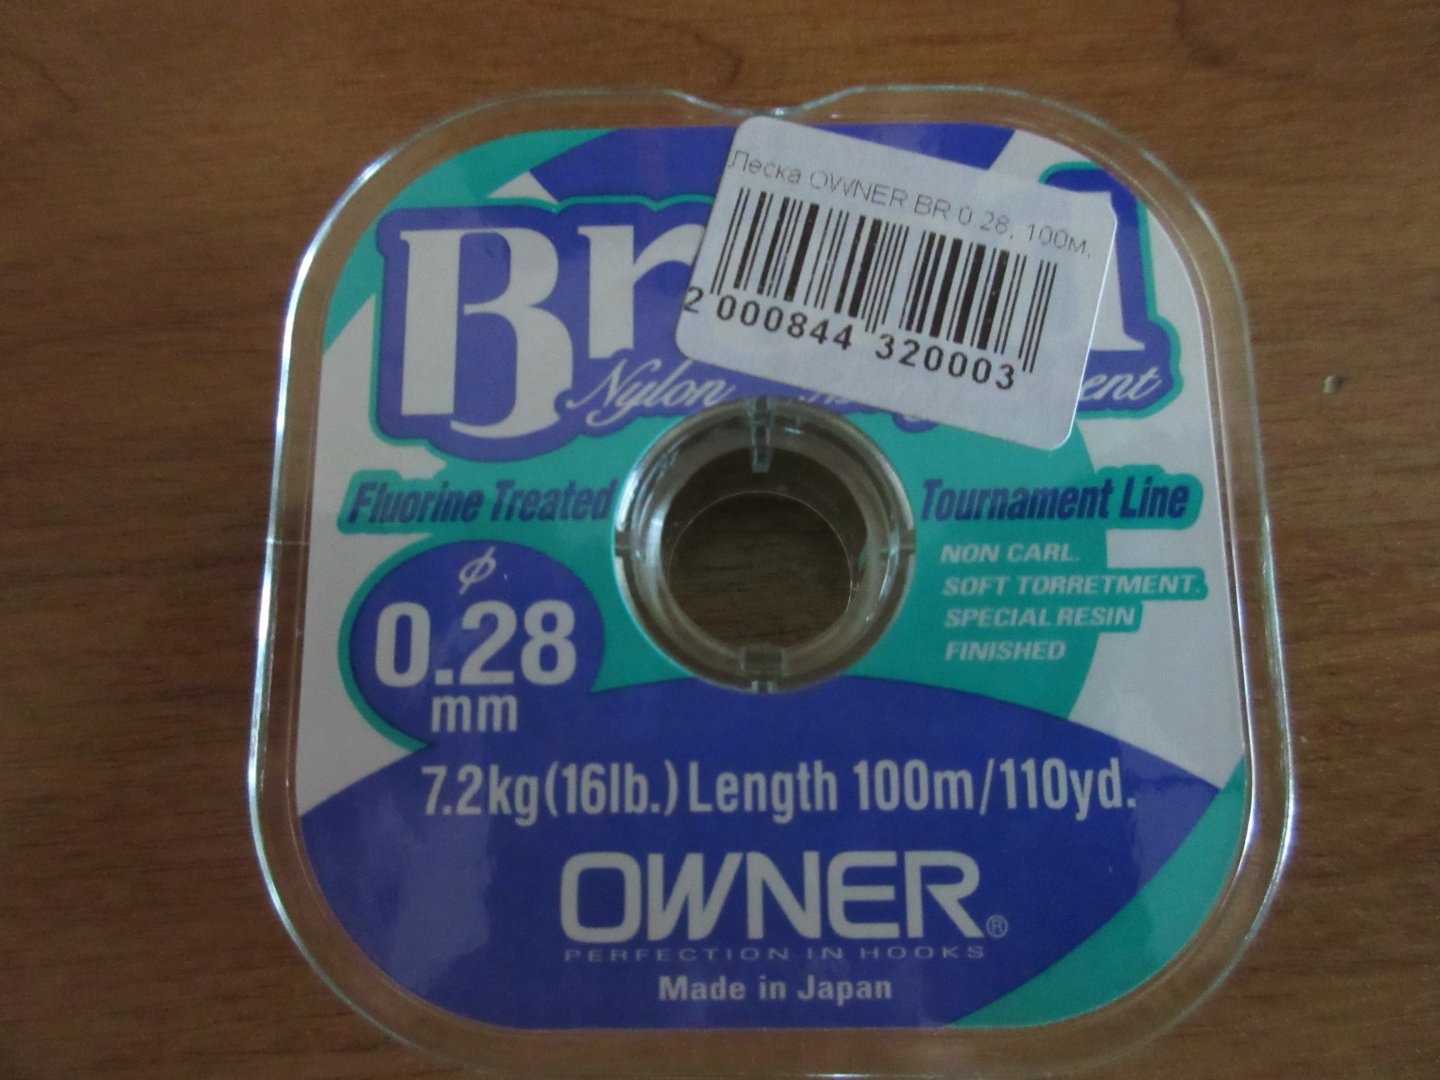 Леска OWNER BR 0.28, 100м,
2 000844 320003
Nylon
Fluorine Treated
Tournament Line
NON CARL.
SOFT TORRETMENT.
SPECIAL RESIN
FINISHED
φ
0.28
mm
7.2kg(16lb.) Length 100m/110yd.
OWNER®
PERFECTION IN HOOKS
Made in Japan